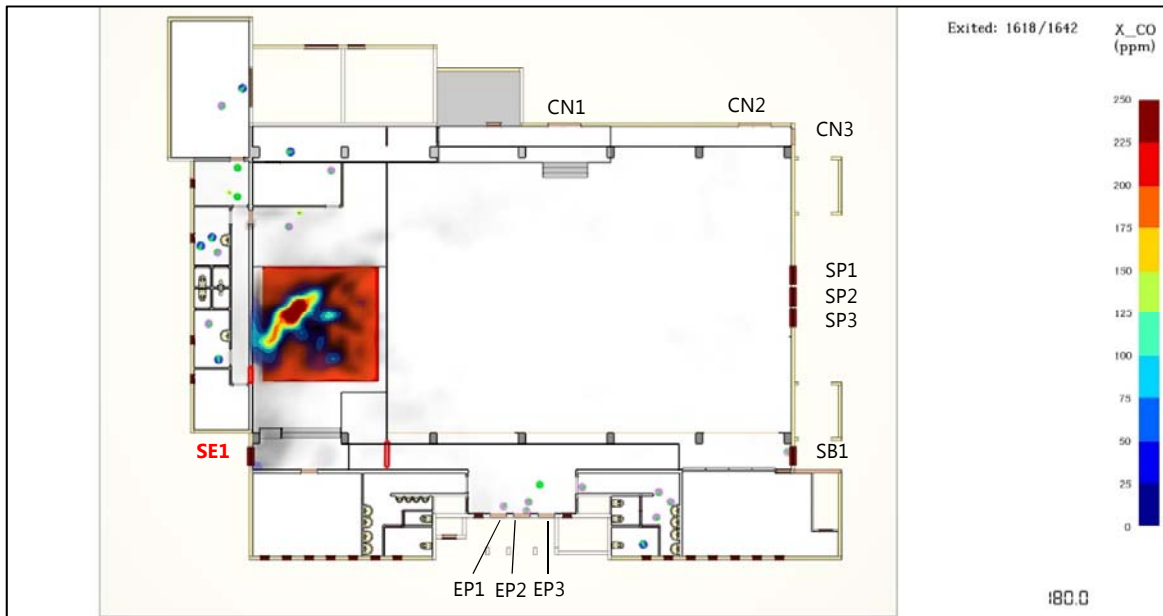 Exited: 1618/1642
X_CO
(ppm)
CN1
CN2
CN3
SP1
SP2
SP3
SE1
SB1
EP1
EP2
EP3
250
225
200
175
150
125
100
75
50
25
0
180.0